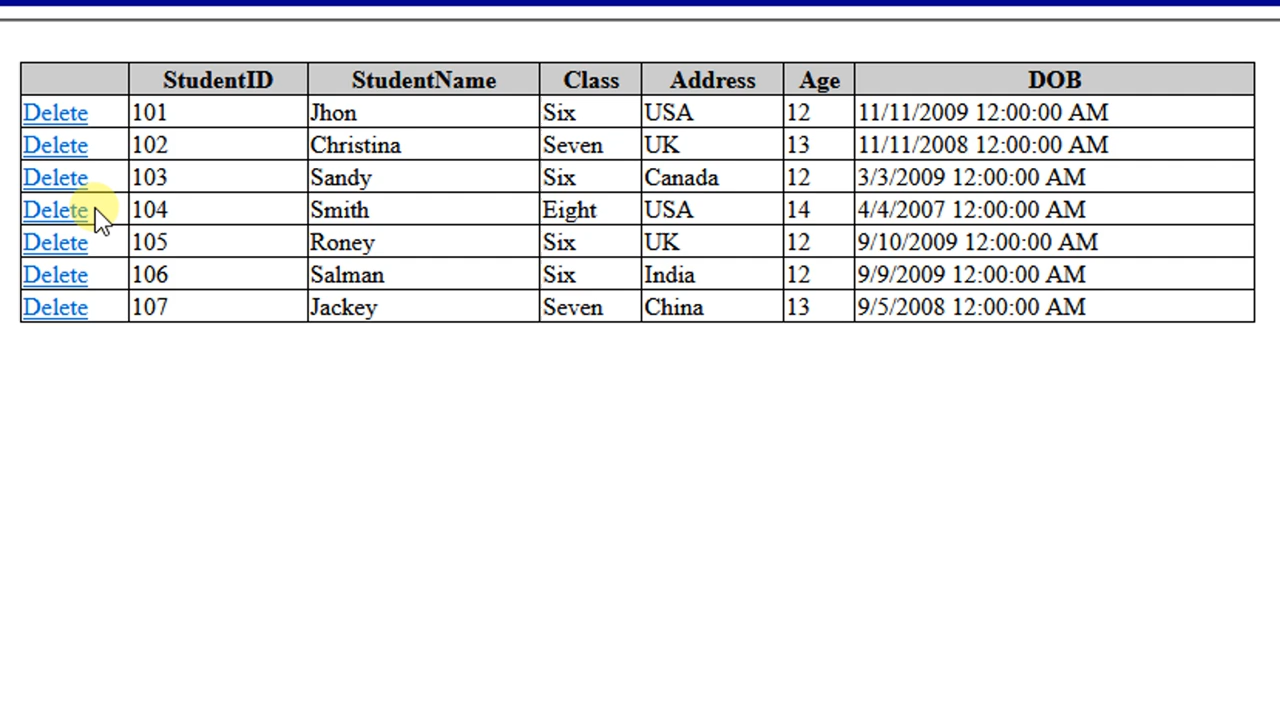 StudentID StudentName Class Address Age DOB
Delete 101 Jhon Six USA 12 11/11/2009 12:00:00 AM
Delete 102 Christina Seven UK 13 11/11/2008 12:00:00 AM
Delete 103 Sandy Six Canada 12 3/3/2009 12:00:00 AM
Delete 104 Smith Eight USA 14 4/4/2007 12:00:00 AM
Delete 105 Roney Six UK 12 9/10/2009 12:00:00 AM
Delete 106 Salman Six India 12 9/9/2009 12:00:00 AM
Delete 107 Jackey Seven China 13 9/5/2008 12:00:00 AM